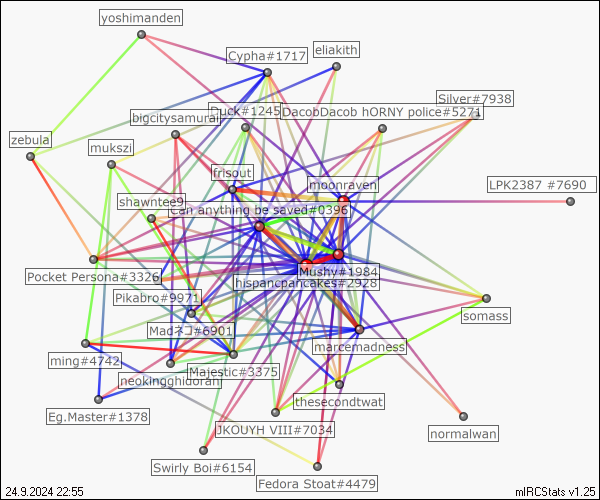 yoshimanden
eliakith
Cypha#1717
Silver#7938
Duck#1245
DacobDacob hORNY police#5271
bigcitysamurai
zebula
mukszi
frisout
moonraven
LPK2387 #7690
shawntee9
Can anything be saved#0396
Mushy#1984
Pocket Persona#3326
hispancpancakes#2928
Pikabro#9971
somass
Madネコ#6901
marcemadness
ming#4742
Majestic#3375
neokingghidorah
thesecondtwat
Eg.Master#1378
JKOUYH VIII#7034
normalwan
Swirly Boi#6154
Fedora Stoat#4479
24.9.2024 22:55
mIRCStats v1.25